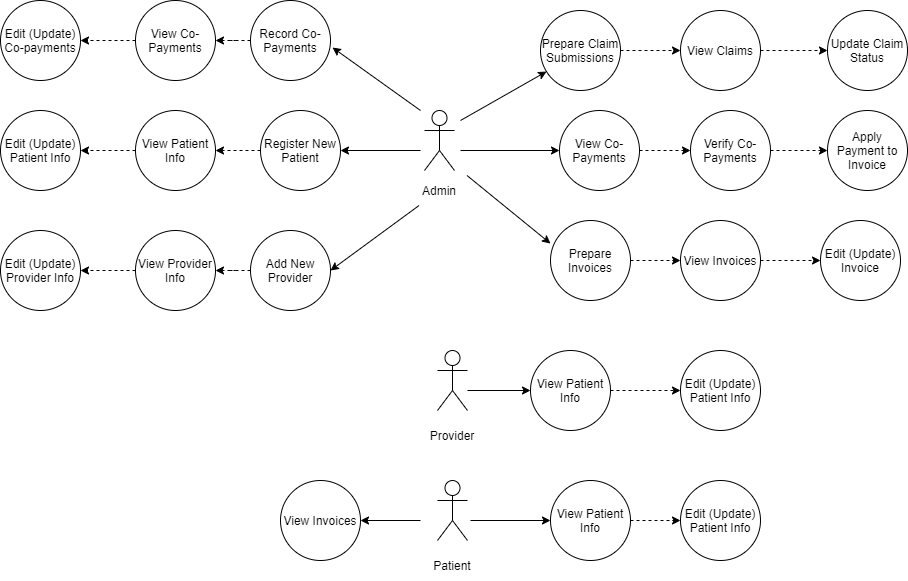 Edit (Update)
Co-payments
View Co-
Payments
Record Co-
Payments
Prepare Claim
Submissions
View Claims
Update Claim
Status
Edit (Update)
Patient Info
View Patient
Info
Register New
Patient
Admin
View Co-
Payments
Verify Co-
Payments
Apply
Payment to
Invoice
Edit (Update)
Provider Info
View Provider
Info
Add New
Provider
Prepare
Invoices
View Invoices
Edit (Update)
Invoice
Provider
View Patient
Info
Edit (Update)
Patient Info
View Invoices
Patient
View Patient
Info
Edit (Update)
Patient Info